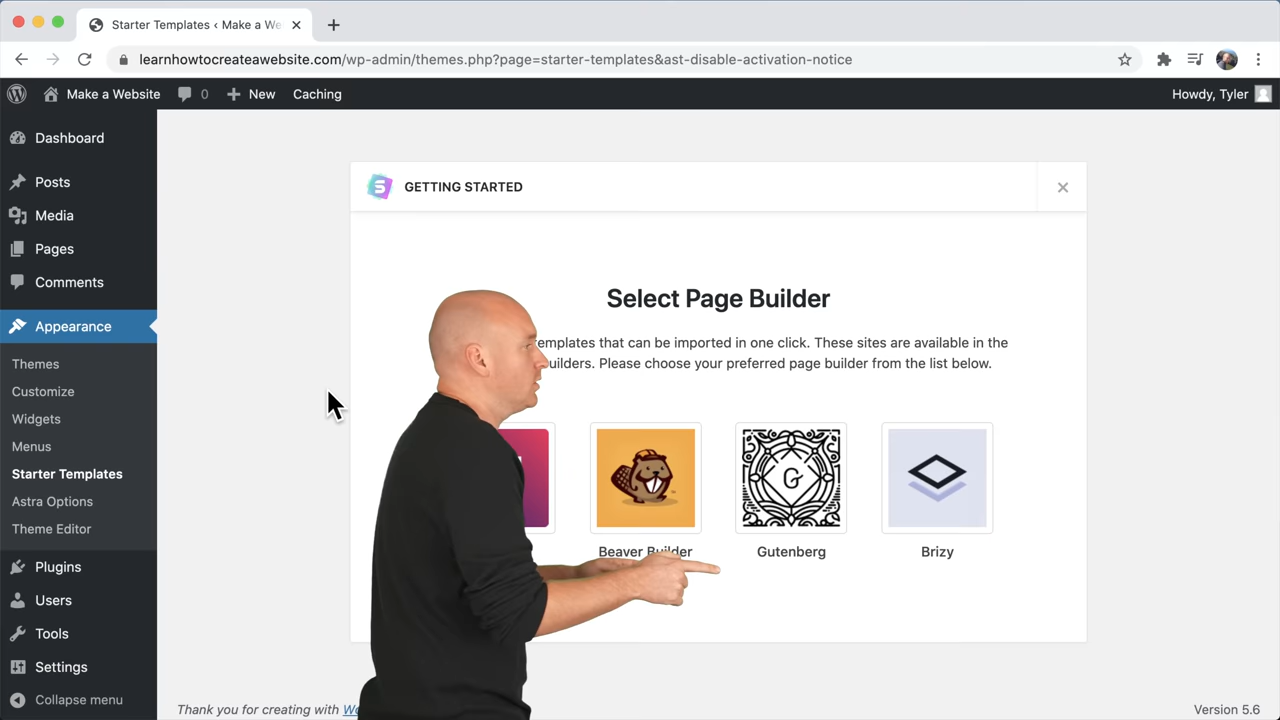 Starter Templates ‹ Make a We
learnhowtocreateawebsite.com/wp-admin/themes.php?page=starter-templates&ast-disable-activation-notice
Make a Website 0 New Caching Howdy, Tyler
Dashboard
Posts
Media
Pages
Comments
Appearance
Themes
Customize
Widgets
Menus
Starter Templates
Astra Options
Theme Editor
Plugins
Users
Tools
Settings
Collapse menu
GETTING STARTED
Select Page Builder
templates that can be imported in one click. These sites are available in the
builders. Please choose your preferred page builder from the list below.
Beaver Builder Gutenberg Brizy
Thank you for creating with
Version 5.6